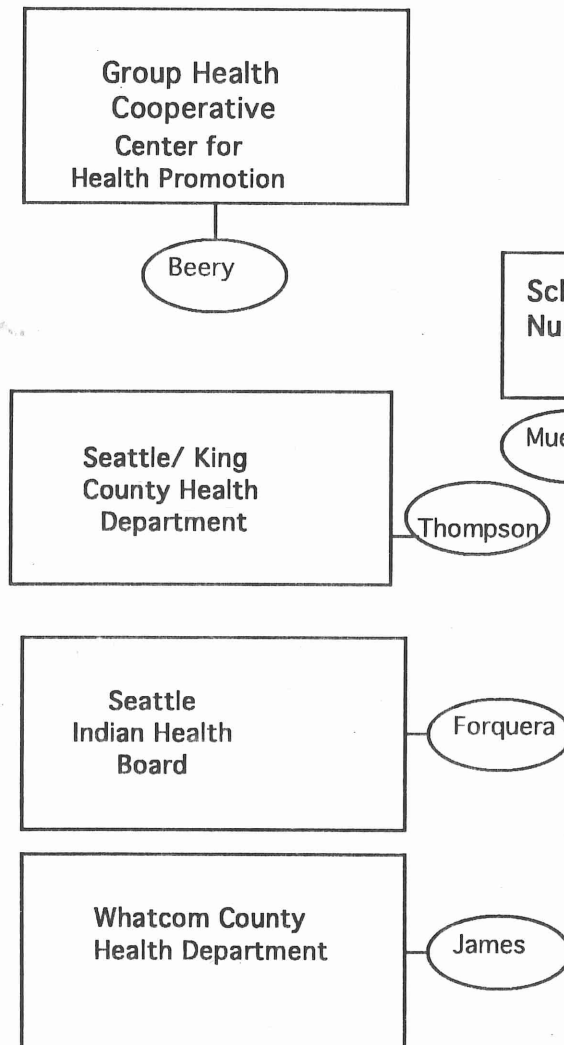 Group Health
Cooperative
Center for
Health Promotion
Beery
Seattle/ King
County Health
Department
Thompson
Seattle
Indian Health
Board
Forquera
Whatcom County
Health Department
James